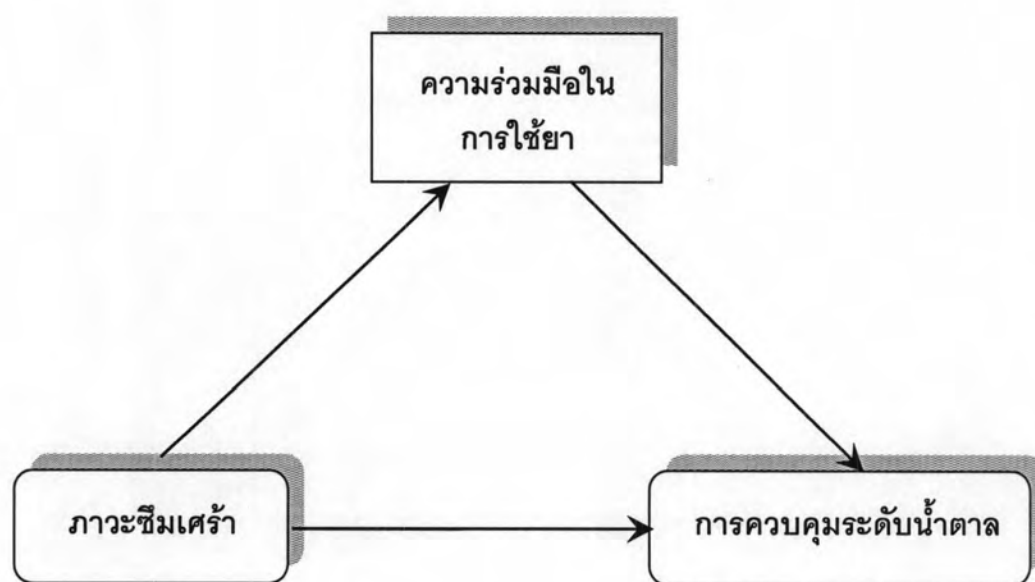 ความร่วมมือใน
การใช้ยา
ภาวะซึมเศร้า
การควบคุมระดับน้ำตาล